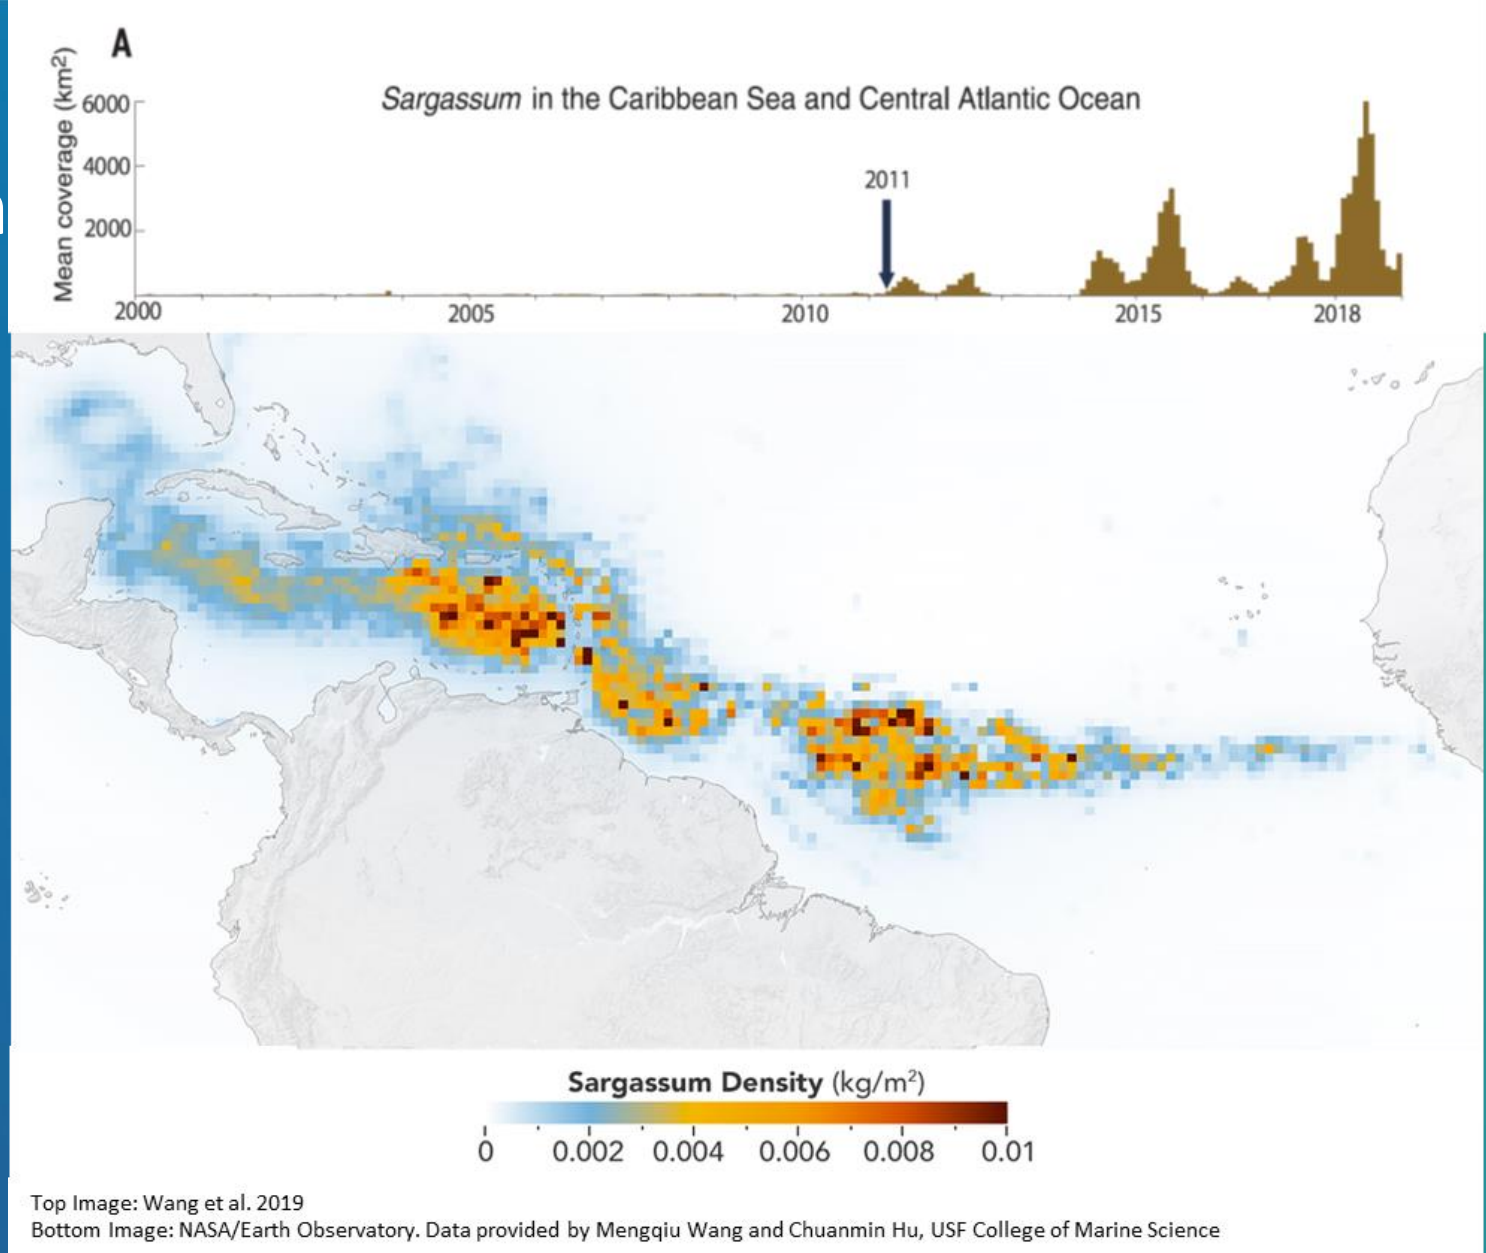 A
Mean coverage (km²)
Sargassum in the Caribbean Sea and Central Atlantic Ocean
6000
4000
2000
2011
2000 2005 2010 2015 2018
Sargassum Density (kg/m²)
0 0.002 0.004 0.006 0.008 0.01
Top Image: Wang et al. 2019
Bottom Image: NASA/Earth Observatory. Data provided by Mengqiu Wang and Chuanmin Hu, USF College of Marine Science